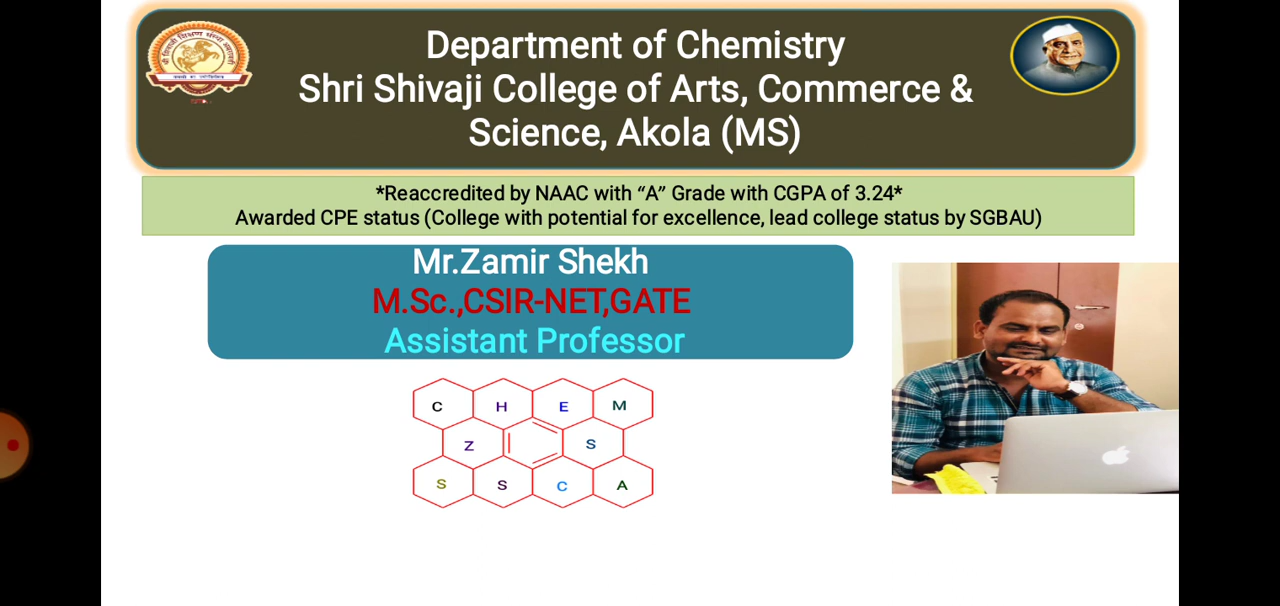 Department of Chemistry
Shri Shivaji College of Arts, Commerce &
Science, Akola (MS)
*Reaccredited by NAAC with “A” Grade with CGPA of 3.24*
Awarded CPE status (College with potential for excellence, lead college status by SGBAU)
Mr.Zamir Shekh
M.Sc.,CSIR-NET,GATE
Assistant Professor
C H E M
Z S
S S C A